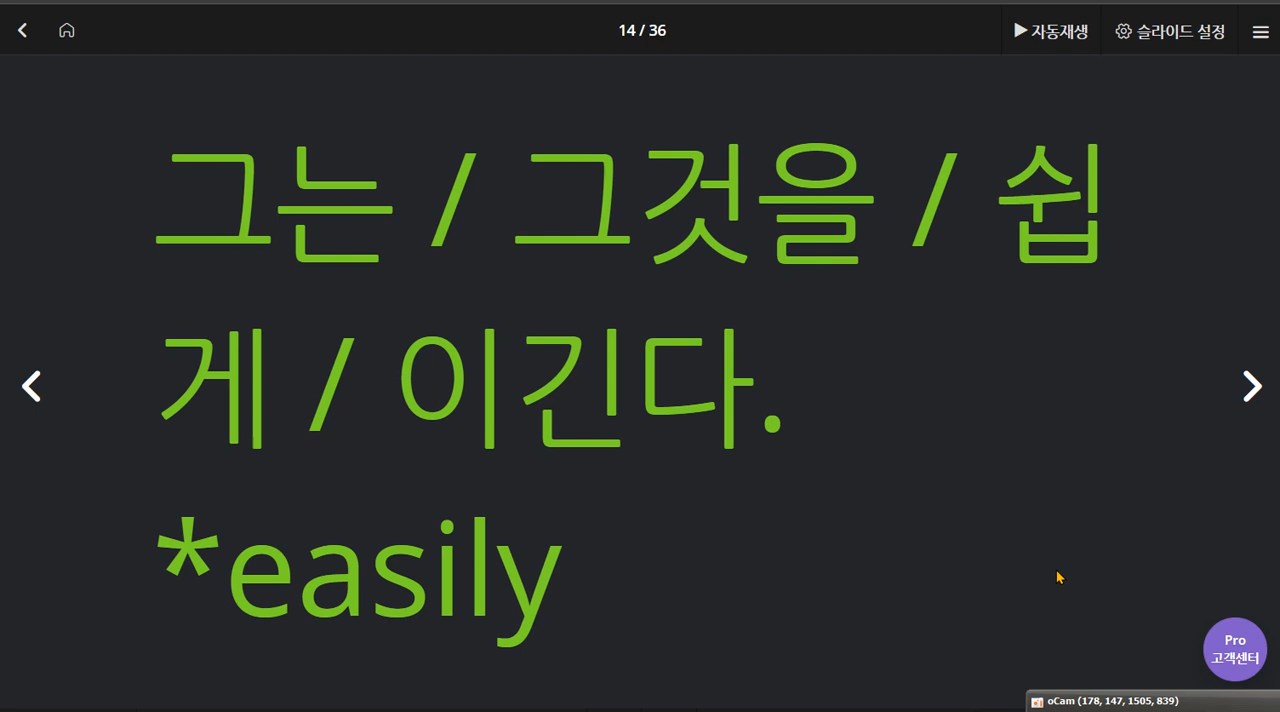 14 / 36
▶ 자동재생
슬라이드 설정
그는 / 그것을 / 쉽
게 / 이긴다.
*easily
Pro
고객센터
oCam (178, 147, 1505, 839)